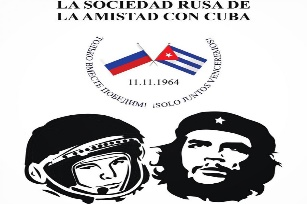 LA SOCIEDAD RUSA DE
LA AMISTAD CON CUBA
ТОЛЬКО ВМЕСТЕ ПОБЕДИМ! ¡SOLO JUNTOS VENCEREMOS!
11.11.1964